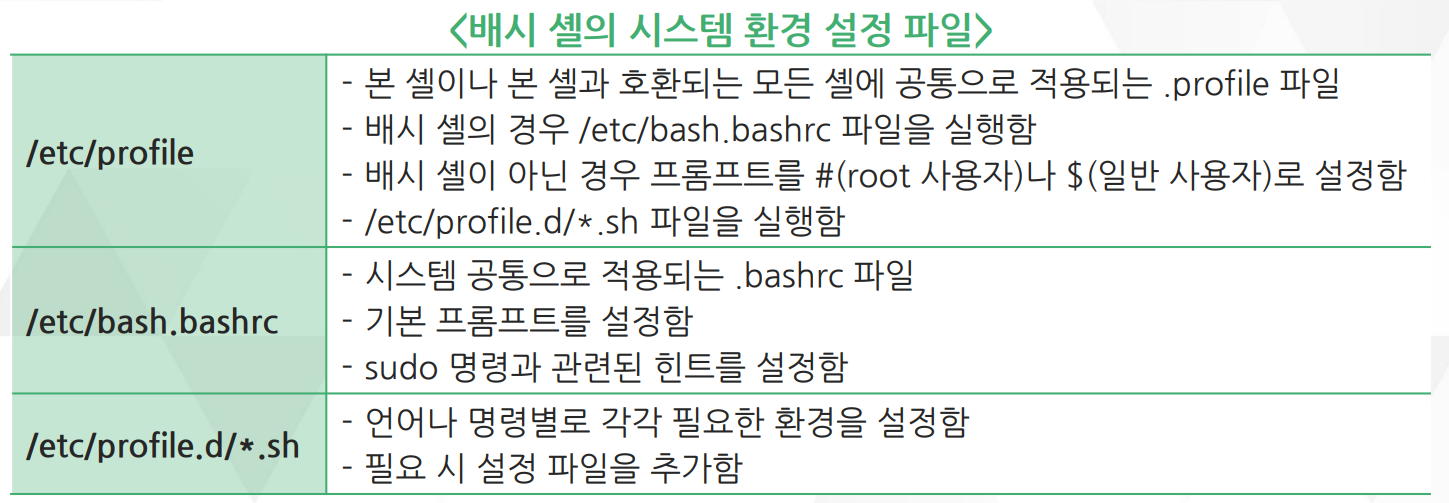 <배시 셸의 시스템 환경 설정 파일>
/etc/profile
- 본 셸이나 본 셸과 호환되는 모든 셸에 공통으로 적용되는 .profile 파일
- 배시 셸의 경우 /etc/bash.bashrc 파일을 실행함
- 배시 셸이 아닌 경우 프롬프트를 #(root 사용자)나 $(일반 사용자)로 설정함
- /etc/profile.d/*.sh 파일을 실행함
/etc/bash.bashrc
- 시스템 공통으로 적용되는 .bashrc 파일
- 기본 프롬프트를 설정함
- sudo 명령과 관련된 힌트를 설정함
/etc/profile.d/*.sh
- 언어나 명령별로 각각 필요한 환경을 설정함
- 필요 시 설정 파일을 추가함